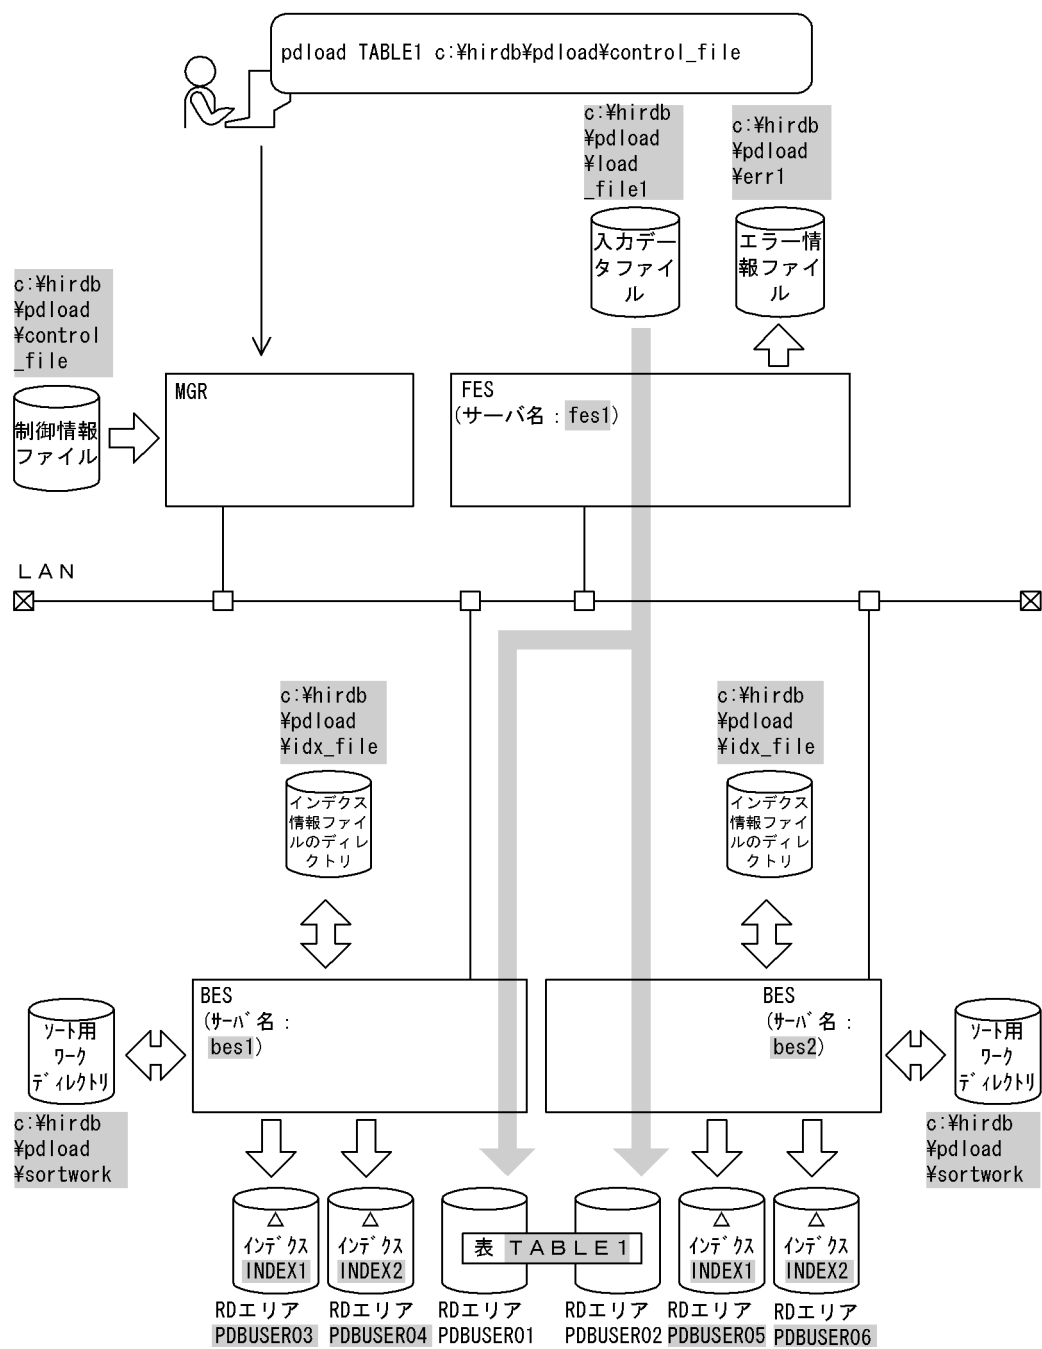 pdload TABLE1 c:¥hirdb¥pdload¥control_file
c:¥hirdb
¥pdload
¥load
_file1
c:¥hirdb
¥pdload
¥err1
入力デー
タファイ
ル
エラー情
報ファイ
ル
c:¥hirdb
¥pdload
¥control
_file
制御情報
ファイル
MGR
FES
(サーバ名：fes1)
ＬＡＮ
c:¥hirdb
¥pdload
¥idx_file
インデクス
情報ファイ
ルのディレ
クトリ
c:¥hirdb
¥pdload
¥idx_file
インデクス
情報ファイ
ルのディレ
クトリ
BES
(ｻｰﾊﾞ名：
bes1)
BES
(ｻｰﾊﾞ名：
bes2)
ｿｰﾄ用
ﾜｰｸ
ﾃﾞｨﾚｸﾄﾘ
c:¥hirdb
¥pdload
¥sortwork
ｿｰﾄ用
ﾜｰｸ
ﾃﾞｨﾚｸﾄﾘ
c:¥hirdb
¥pdload
¥sortwork
ｲﾝﾃﾞｸｽ
INDEX1
ｲﾝﾃﾞｸｽ
INDEX2
表 ＴＡＢＬＥ１
ｲﾝﾃﾞｸｽ
INDEX1
ｲﾝﾃﾞｸｽ
INDEX2
RDエリア
PDBUSER03
RDエリア
PDBUSER04
RDエリア
PDBUSER01
RDエリア
PDBUSER02
RDエリア
PDBUSER05
RDエリア
PDBUSER06